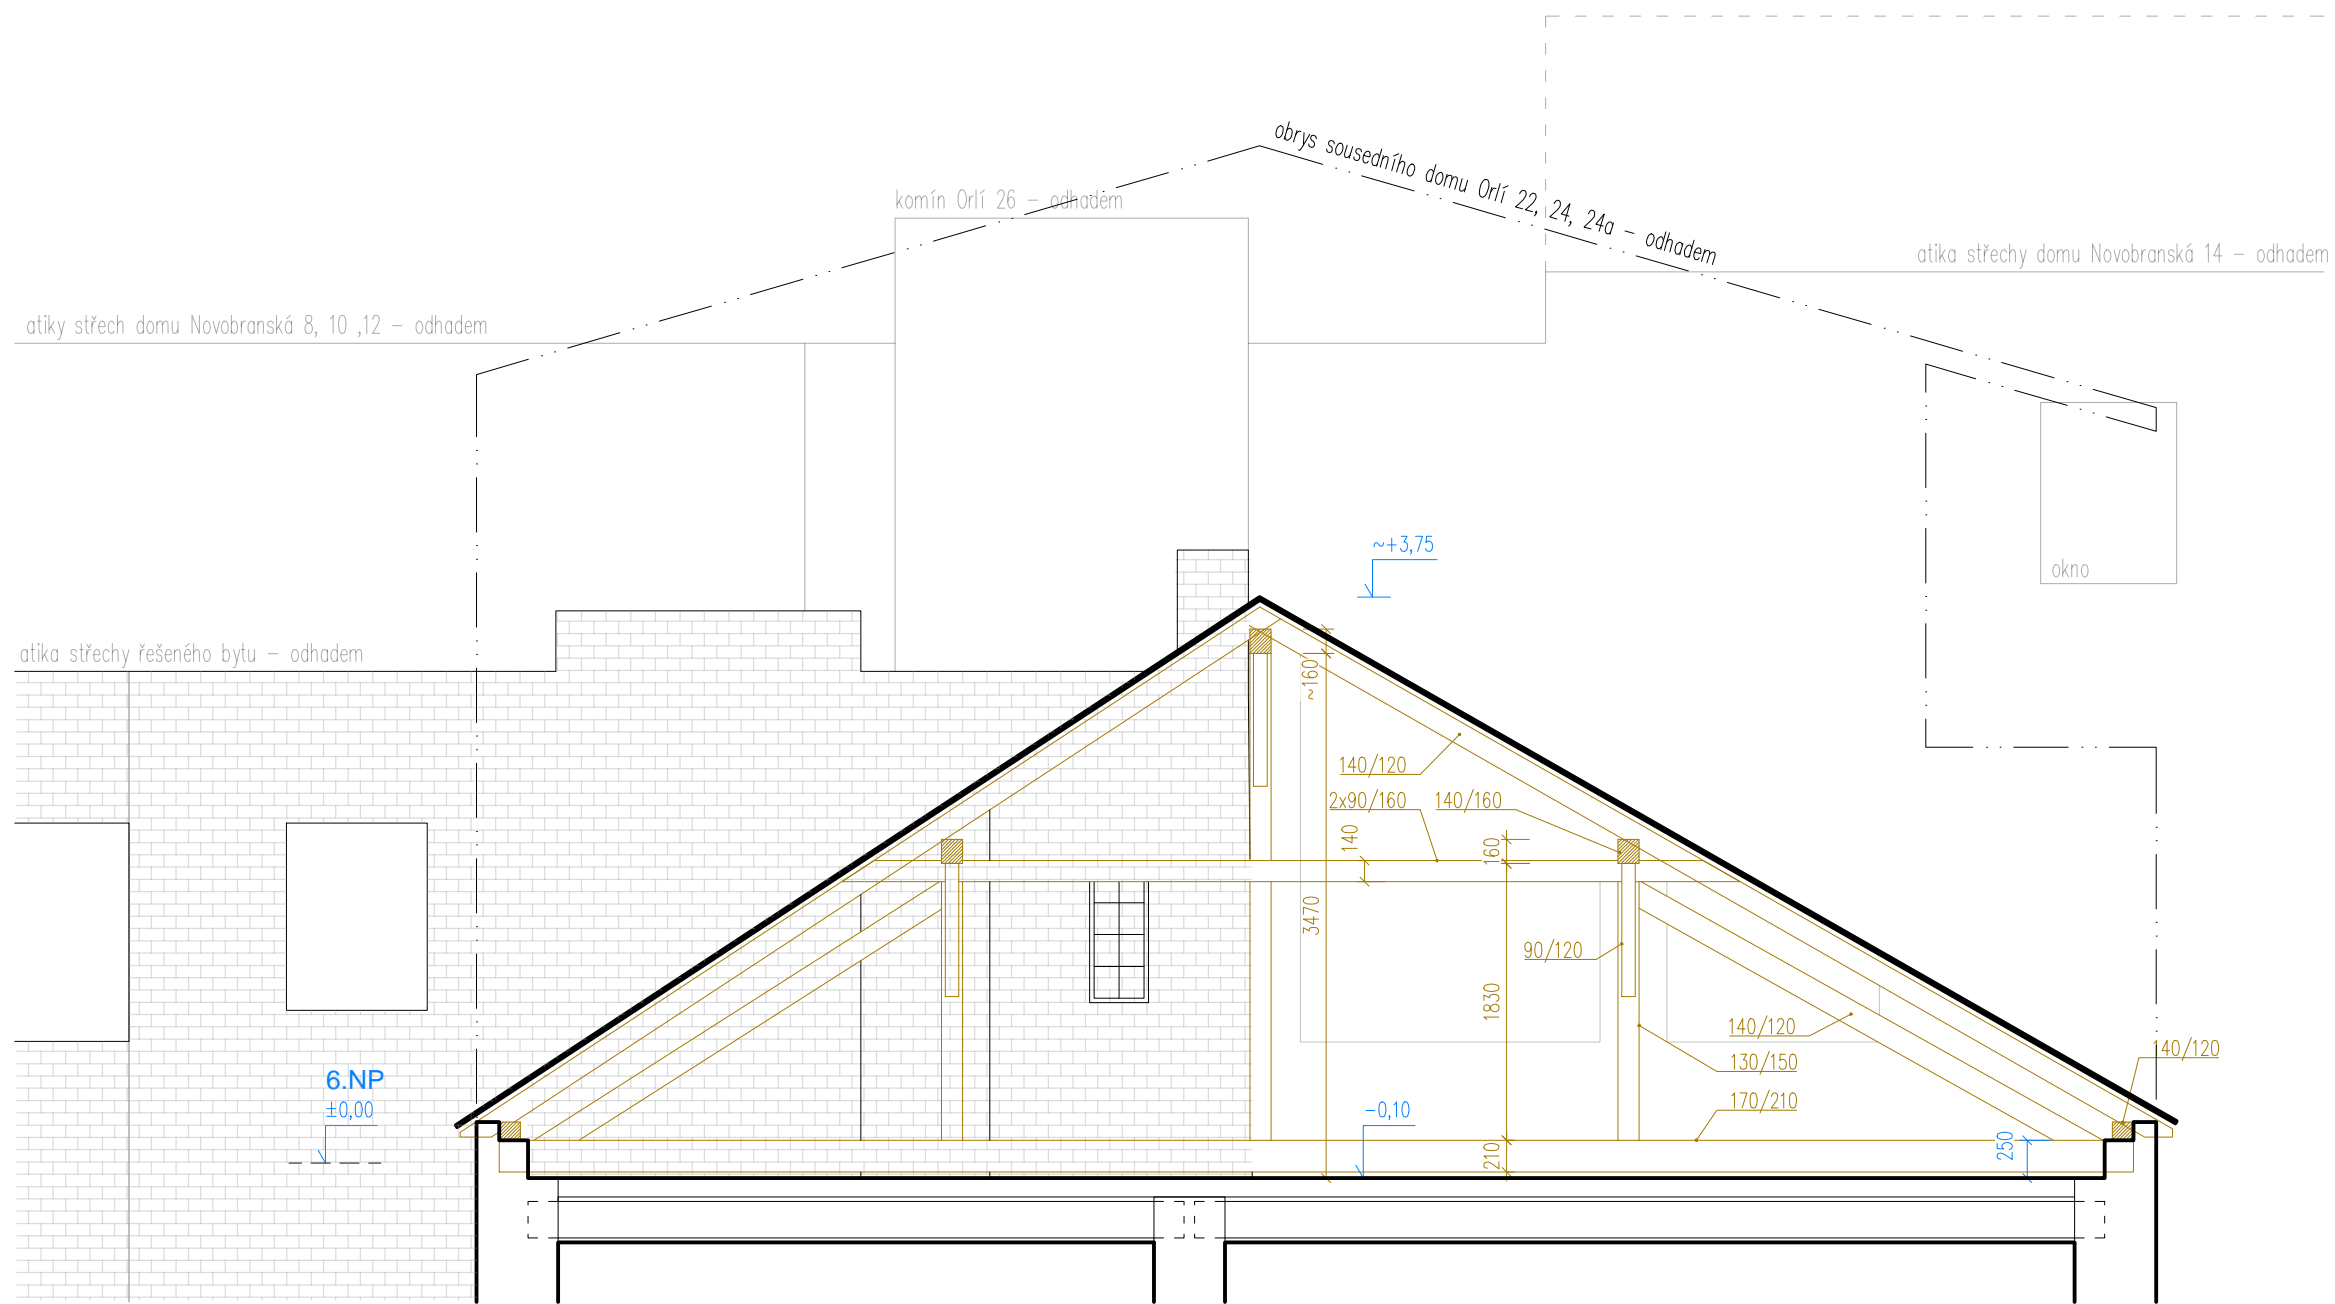 obrys sousedního domu Orlí 22, 24, 24a - odhadem
komín Orlí 26 - odhadem
atika střechy domu Novobranská 14 - odhadem
atiky střech domu Novobranská 8, 10 ,12 - odhadem
~+3,75
okno
atika střechy řešeného bytu - odhadem
~160
140/120
2x90/160
140/160
140
160
3470
90/120
1830
140/120
140/120
130/150
6.NP
±0,00
170/210
-0,10
250
210